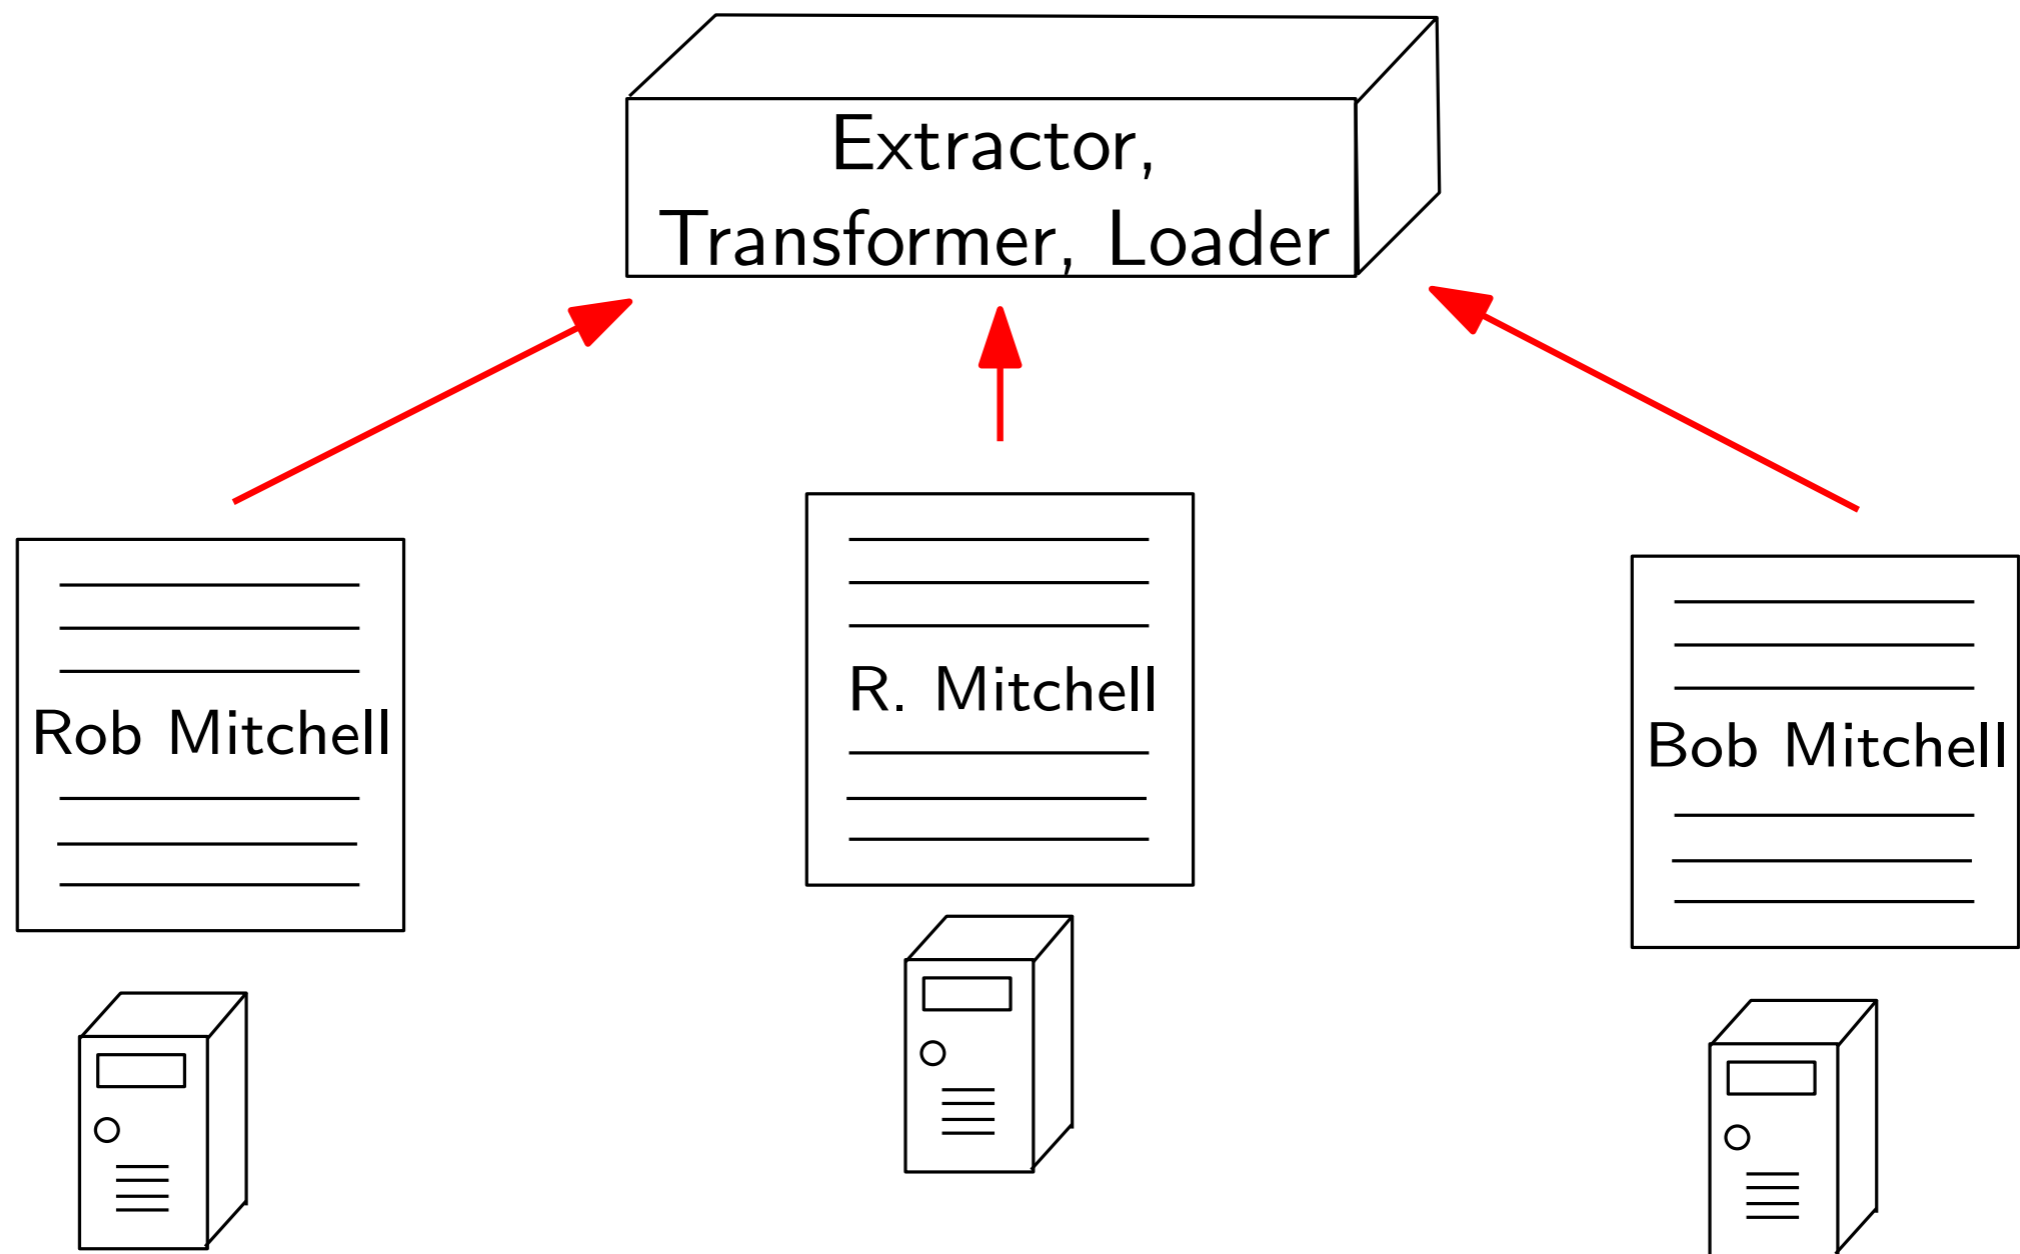 Extractor,
Transformer, Loader
Rob Mitchell
R. Mitchell
Bob Mitchell